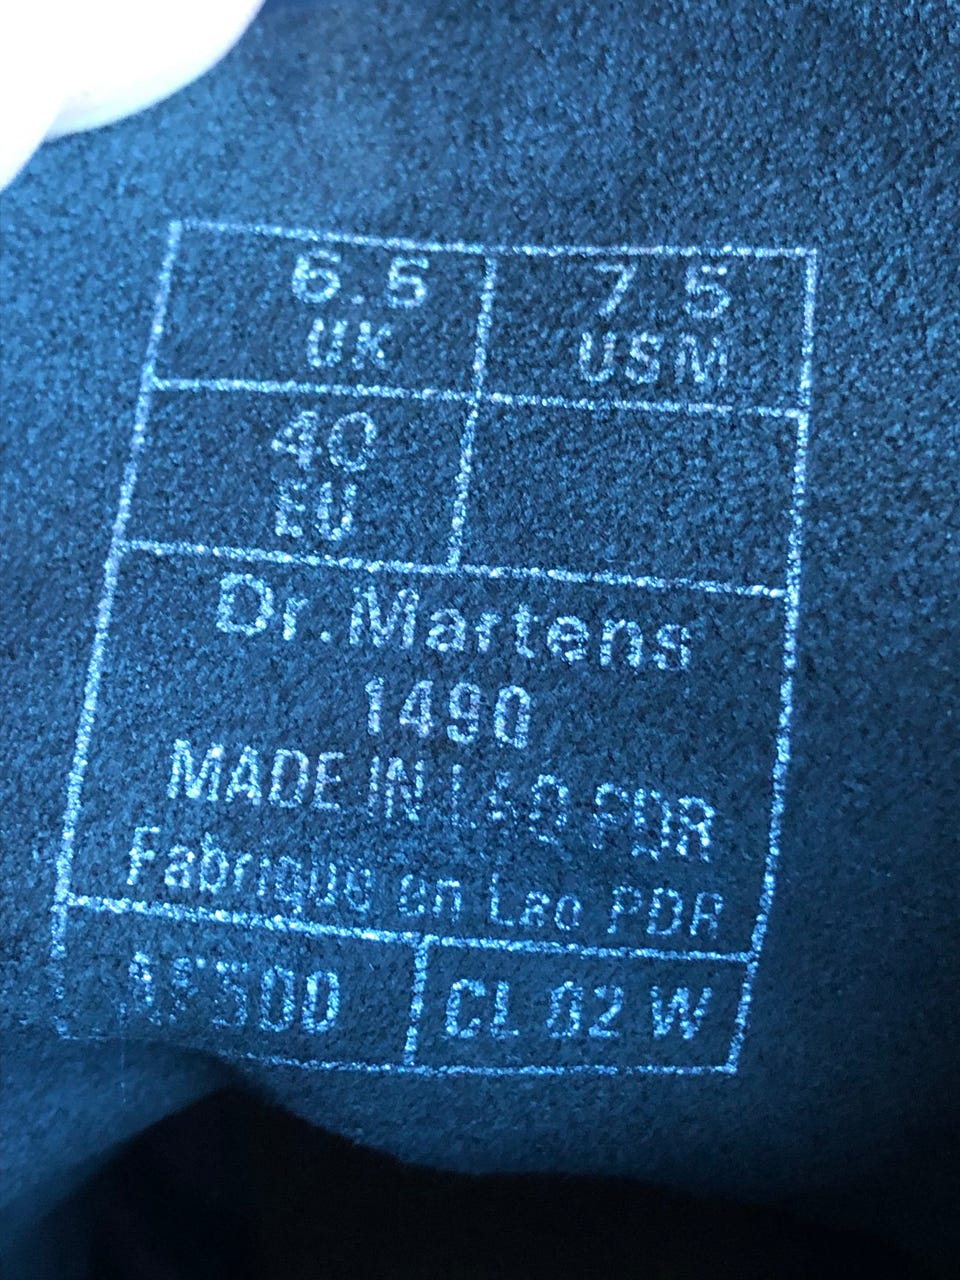 6.5 7.5
UK USM
40
EU
Dr. Martens
1490
MADE IN LAO PDR
Fabriqué en Lao PDR
CL 02 W